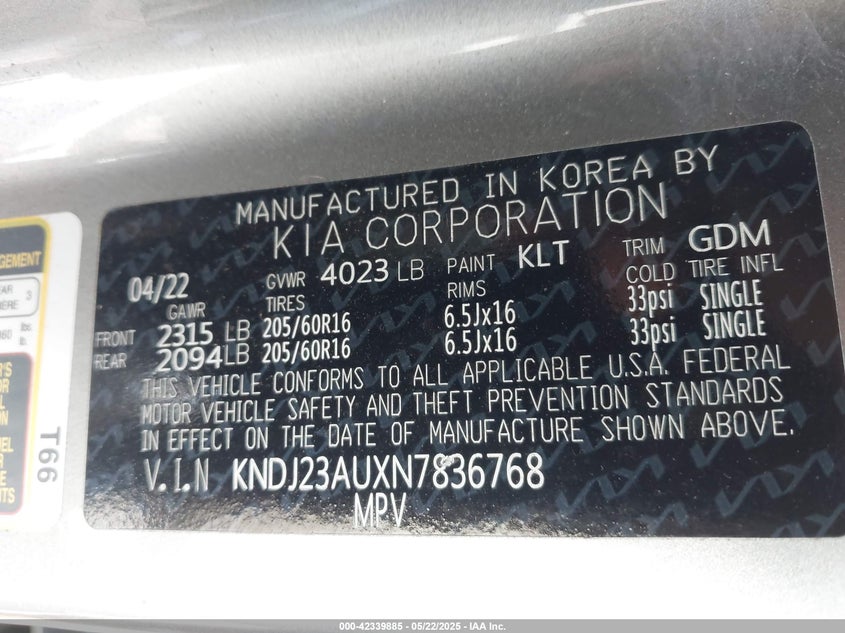 MANUFACTURED IN KOREA BY
KIA CORPORATION
04/22 GVWR 4023 LB PAINT KLT TRIM GDM
GAWR TIRES RIMS COLD TIRE INFL
FRONT 2315 LB 205/60R16 6.5Jx16 33psi SINGLE
REAR 2094LB 205/60R16 6.5Jx16 33psi SINGLE
THIS VEHICLE CONFORMS TO ALL APPLICABLE U.S.A. FEDERAL
MOTOR VEHICLE SAFETY AND THEFT PREVENTION STANDARDS
IN EFFECT ON THE DATE OF MANUFACTURE SHOWN ABOVE.
V.I.N KNDJ23AUXN7836768
MPV
T66
3
lbs.
lb.
000-42339885 - 05/22/2025 - IAA Inc.